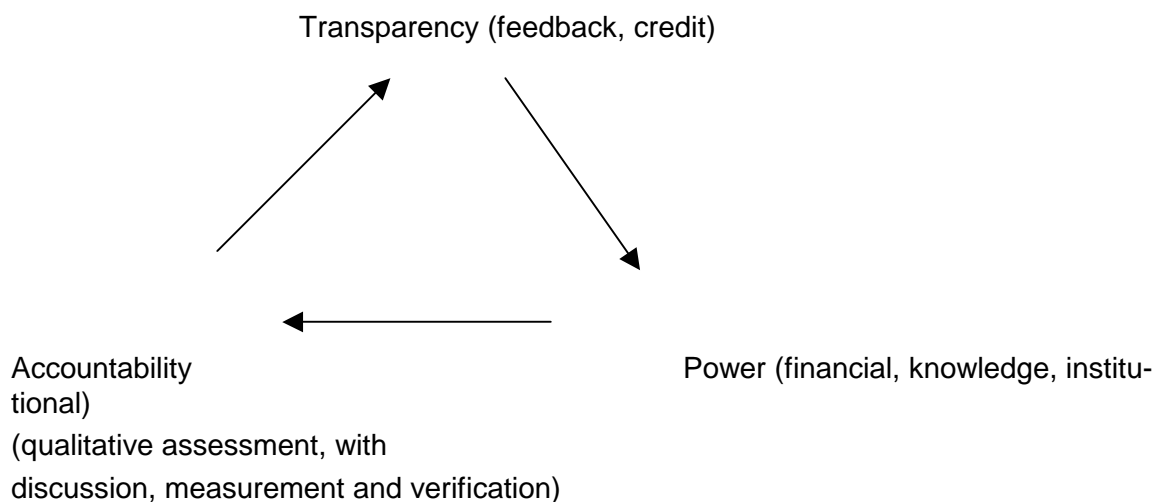 Transparency (feedback, credit)
Accountability Power (financial, knowledge, institu-
tional)
(qualitative assessment, with
discussion, measurement and verification)